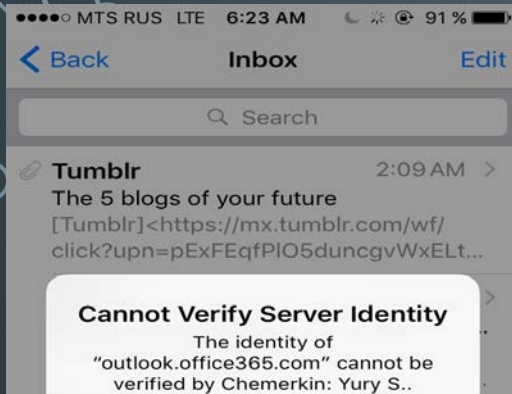 MTS RUS LTE 6:23 AM 91 %
Back Inbox Edit
Search
Tumblr 2:09 AM
The 5 blogs of your future
[Tumblr]<https://mx.tumblr.com/wf/
click?upn=pExFEqfPlO5duncgvWxELt...
Cannot Verify Server Identity
The identity of
"outlook.office365.com" cannot be
verified by Chemerkin: Yury S..